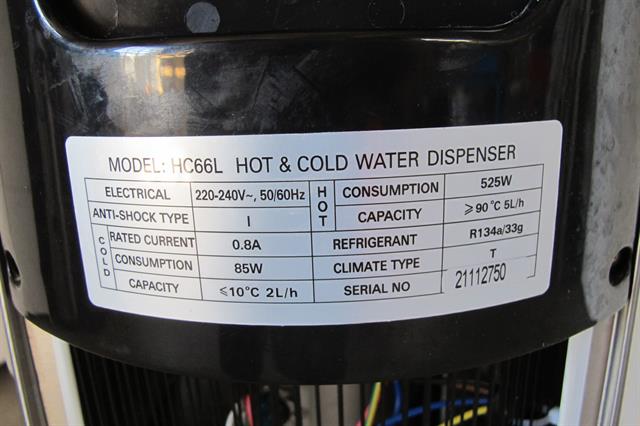 MODEL: HC66L HOT & COLD WATER DISPENSER
ELECTRICAL 220-240V~, 50/60Hz HOT CONSUMPTION 525W
ANTI-SHOCK TYPE I CAPACITY ≥90°C 5L/h
COLD RATED CURRENT 0.8A REFRIGERANT R134a/33g
CONSUMPTION 85W CLIMATE TYPE T
CAPACITY ≤10°C 2L/h SERIAL NO 21112750